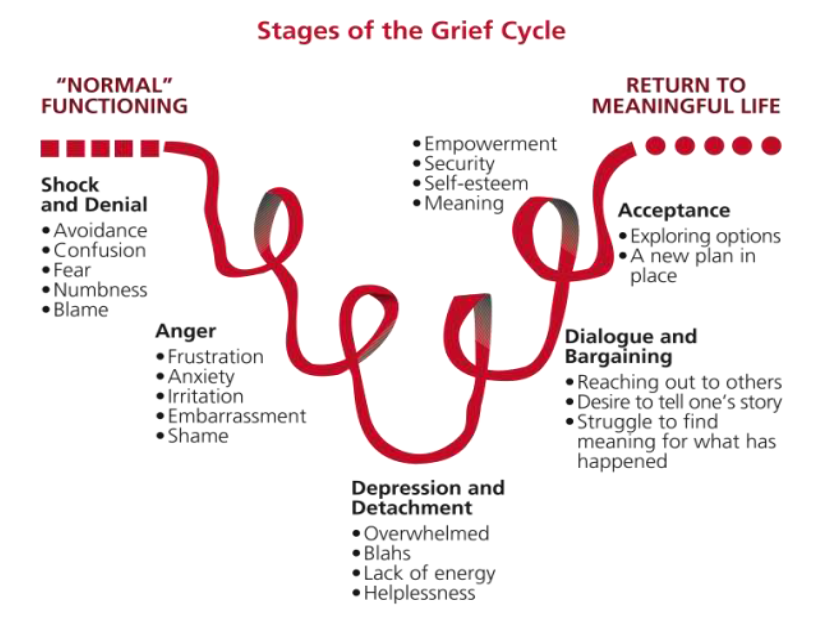 Stages of the Grief Cycle
“NORMAL”
FUNCTIONING
RETURN TO
MEANINGFUL LIFE
Shock
and Denial
• Avoidance
• Confusion
• Fear
• Numbness
• Blame
Anger
• Frustration
• Anxiety
• Irritation
• Embarrassment
• Shame
Depression and
Detachment
• Overwhelmed
• Blahs
• Lack of energy
• Helplessness
Dialogue and
Bargaining
• Reaching out to others
• Desire to tell one’s story
• Struggle to find
meaning for what has
happened
Acceptance
• Exploring options
• A new plan in
place
• Empowerment
• Security
• Self-esteem
• Meaning